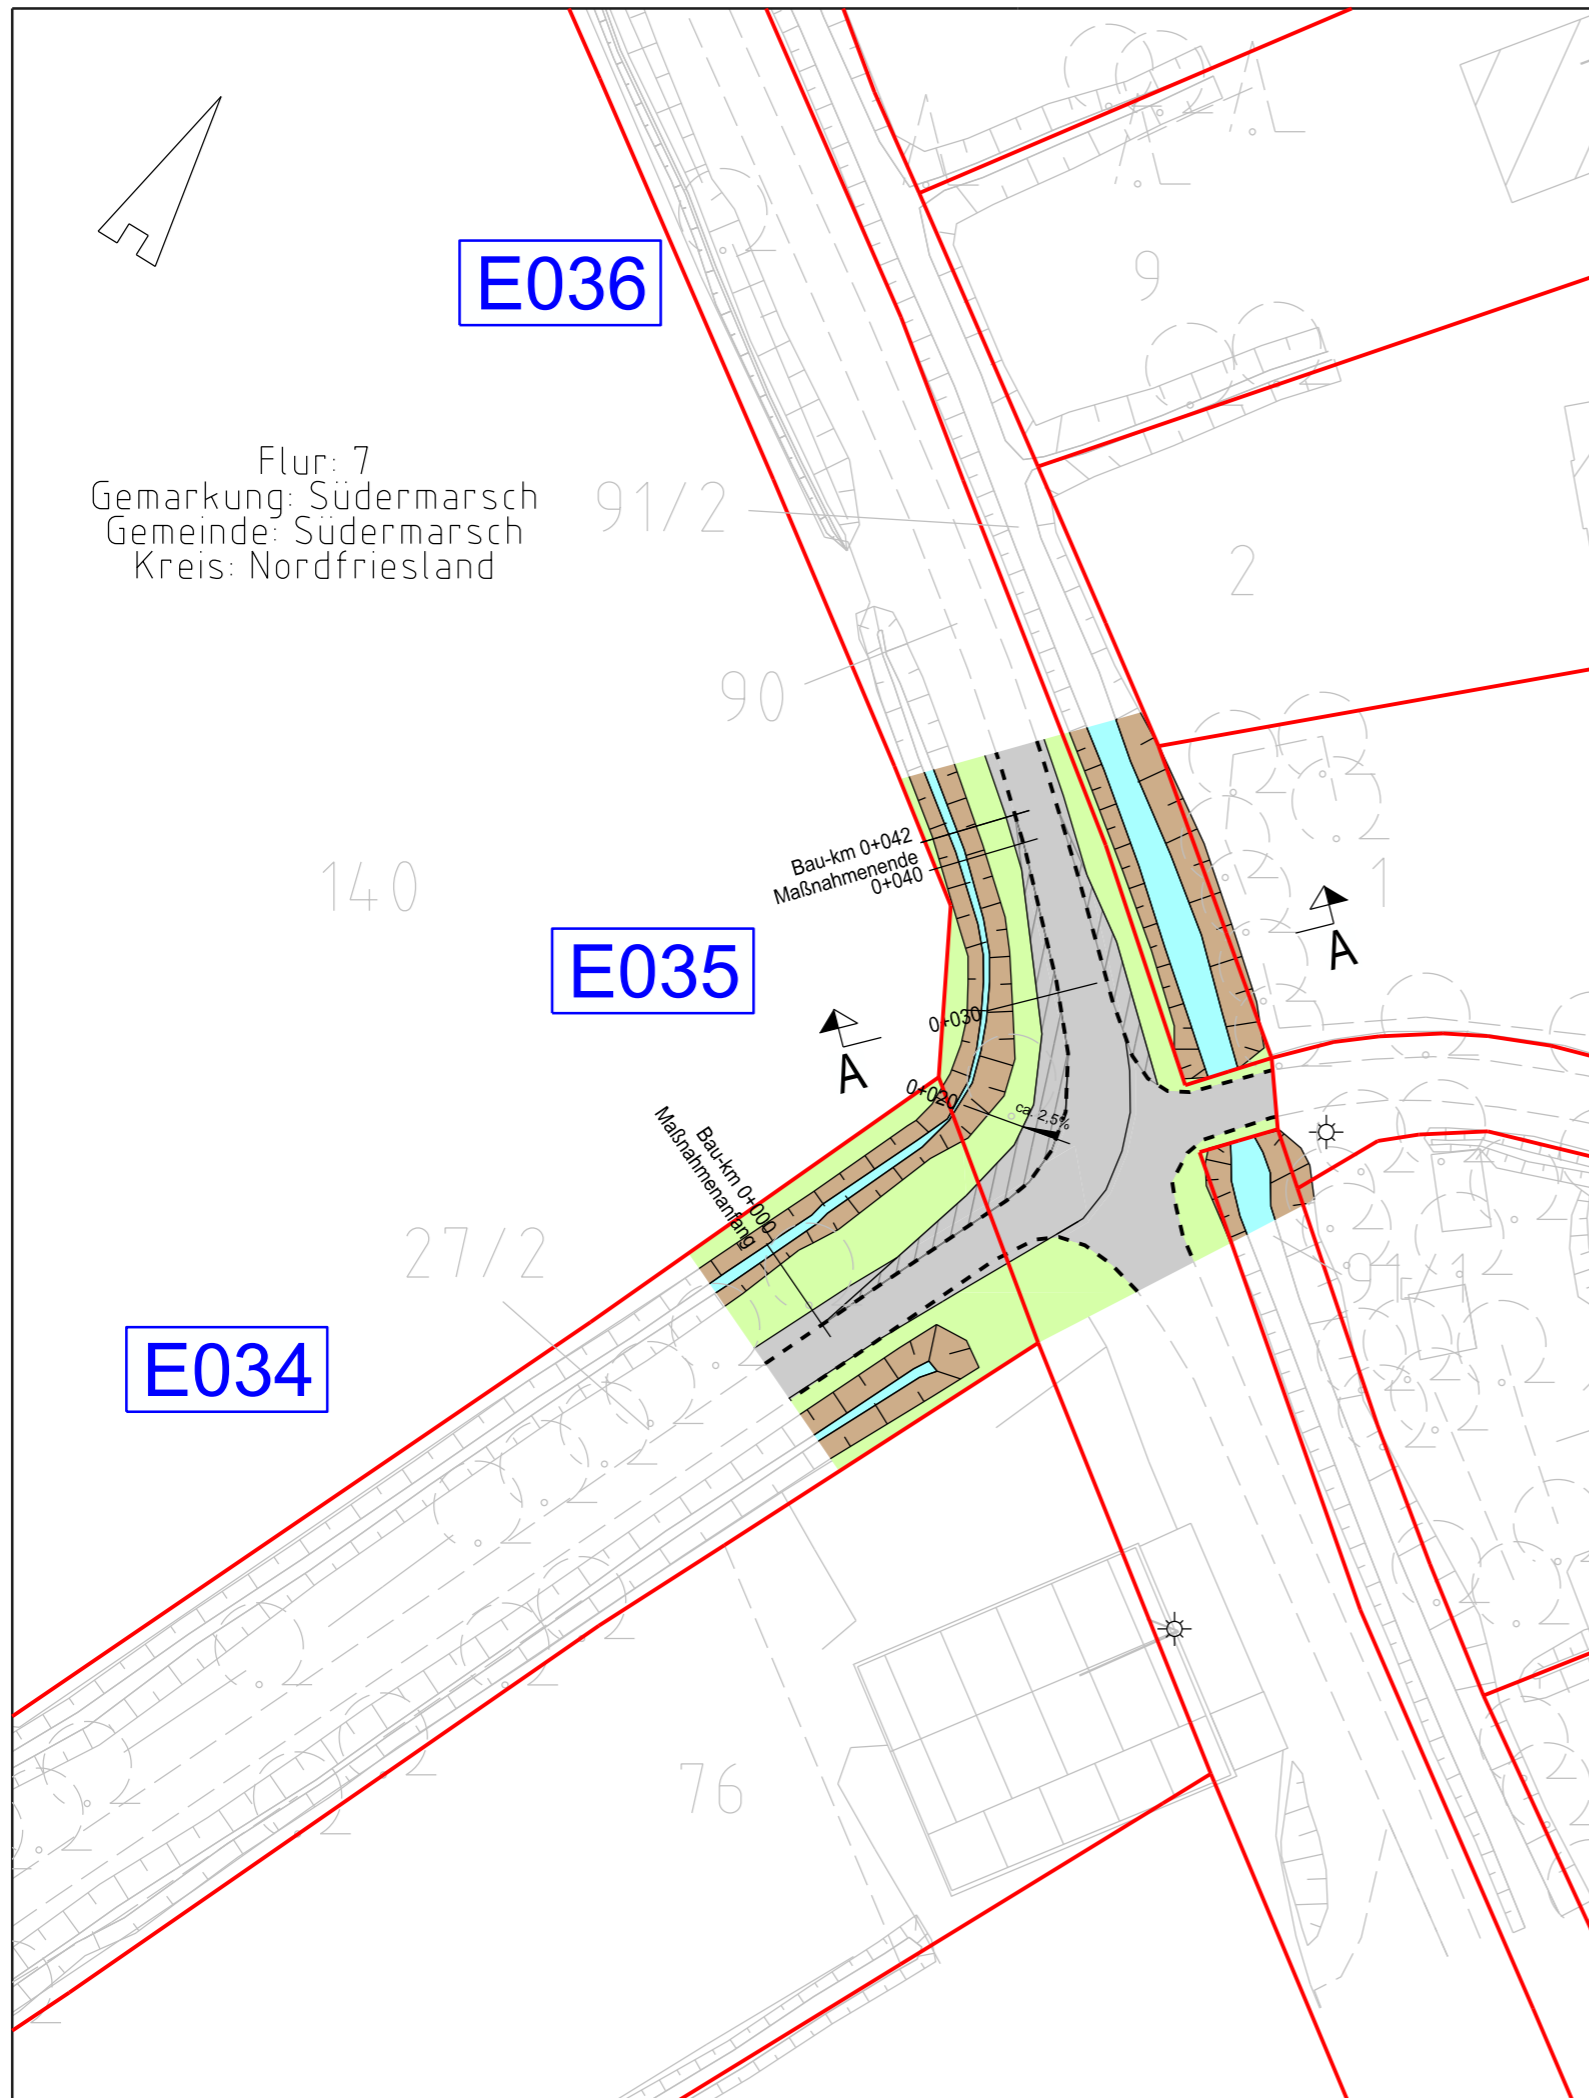 E036
9
Flur: 7
Gemarkung: Südermarsch
Gemeinde: Südermarsch
Kreis: Nordfriesland
91/2
2
90
Bau-km 0+042
Maßnahmenende
0+040
140
1
A
E035
0+030
A
0+020
ca. 2,5%
Bau-km 0+000
Maßnahmenanfang
27/2
91/1
E034
76